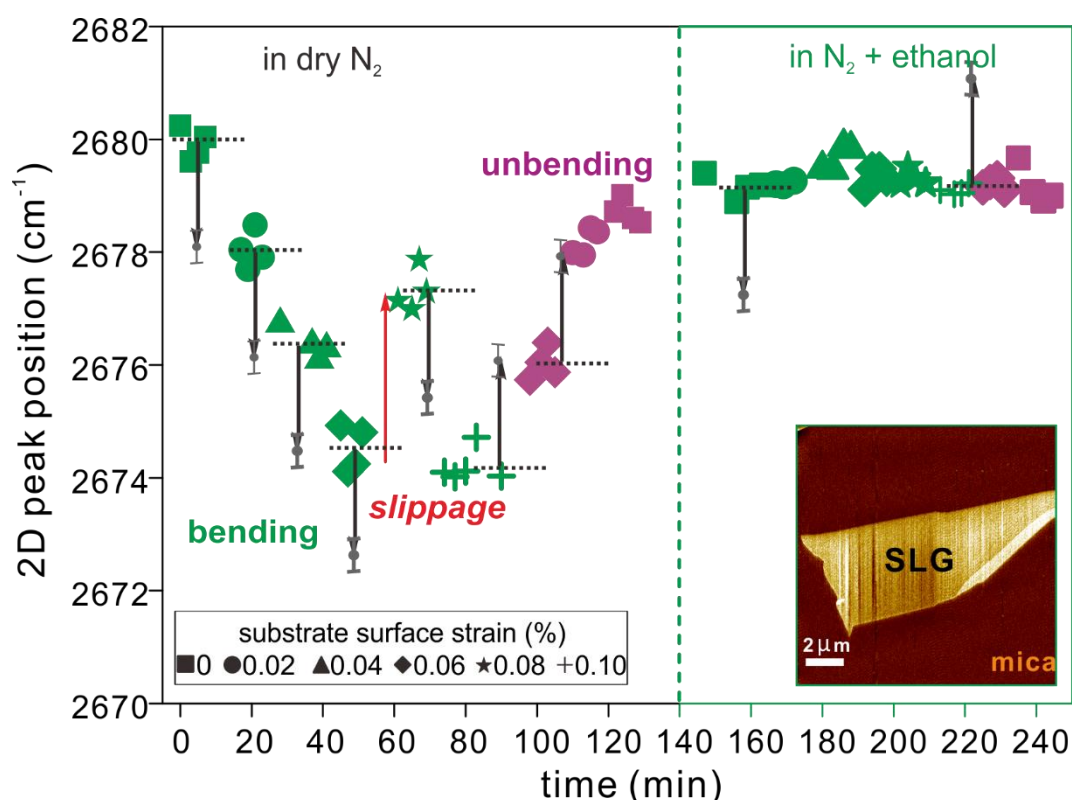 2682
2680
2678
2676
2674
2672
2670
2D peak position (cm⁻¹)
in dry N₂
in N₂ + ethanol
unbending
slippage
bending
substrate surface strain (%)
0 0.02 0.04 0.06 0.08 0.10
SLG
2 μm
mica
0 20 40 60 80 100 120 140 160 180 200 220 240
time (min)